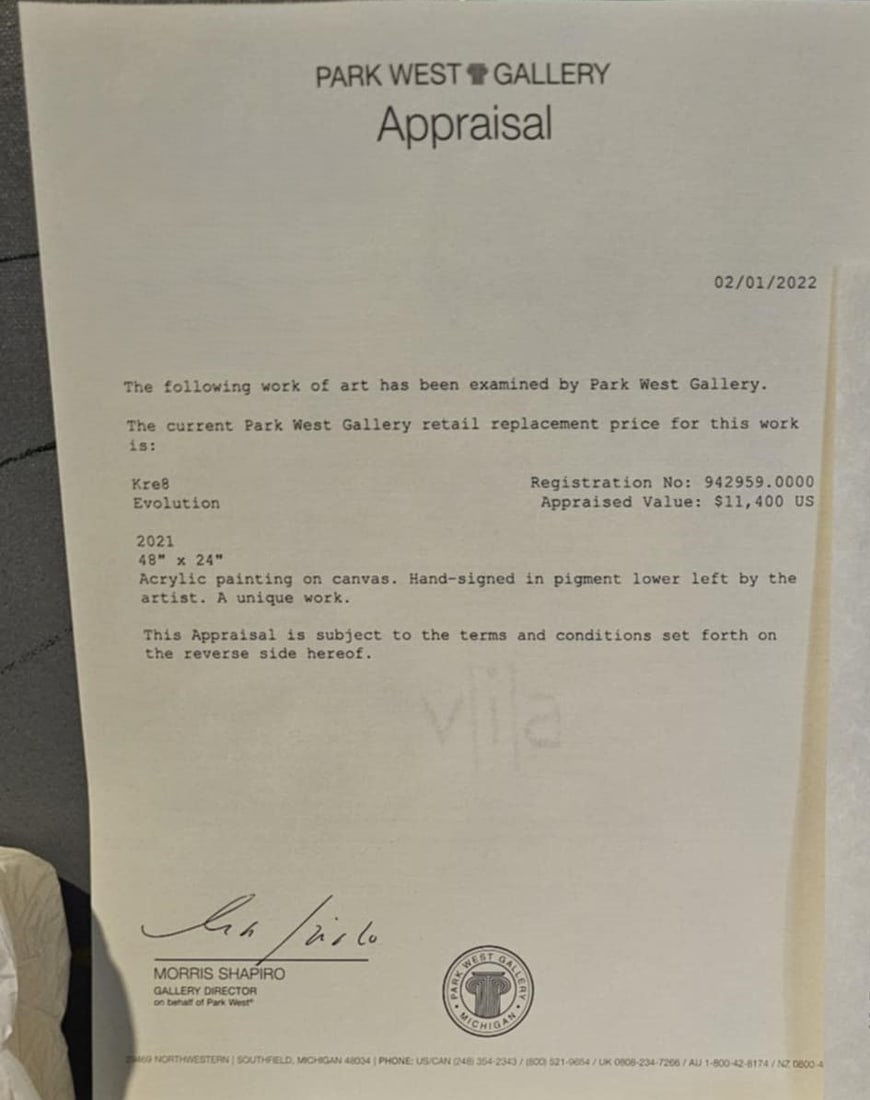 PARK WEST GALLERY
Appraisal
02/01/2022
The following work of art has been examined by Park West Gallery.
The current Park West Gallery retail replacement price for this work
is:
Kre8
Evolution
Registration No: 942959.0000
Appraised Value: $11,400 US
2021
48" x 24"
Acrylic painting on canvas. Hand-signed in pigment lower left by the
artist. A unique work.
This Appraisal is subject to the terms and conditions set forth on
the reverse side hereof.
MORRIS SHAPIRO
GALLERY DIRECTOR
on behalf of Park West®
PARK WEST GALLERY
• MICHIGAN •
NORTHWESTERN | SOUTHFIELD, MICHIGAN 48034 | PHONE: US/CAN (248) 354-2343 / (800) 521-9654 / UK 0808-234-7266 / AU 1-800-42-8174 / NZ 0800-4